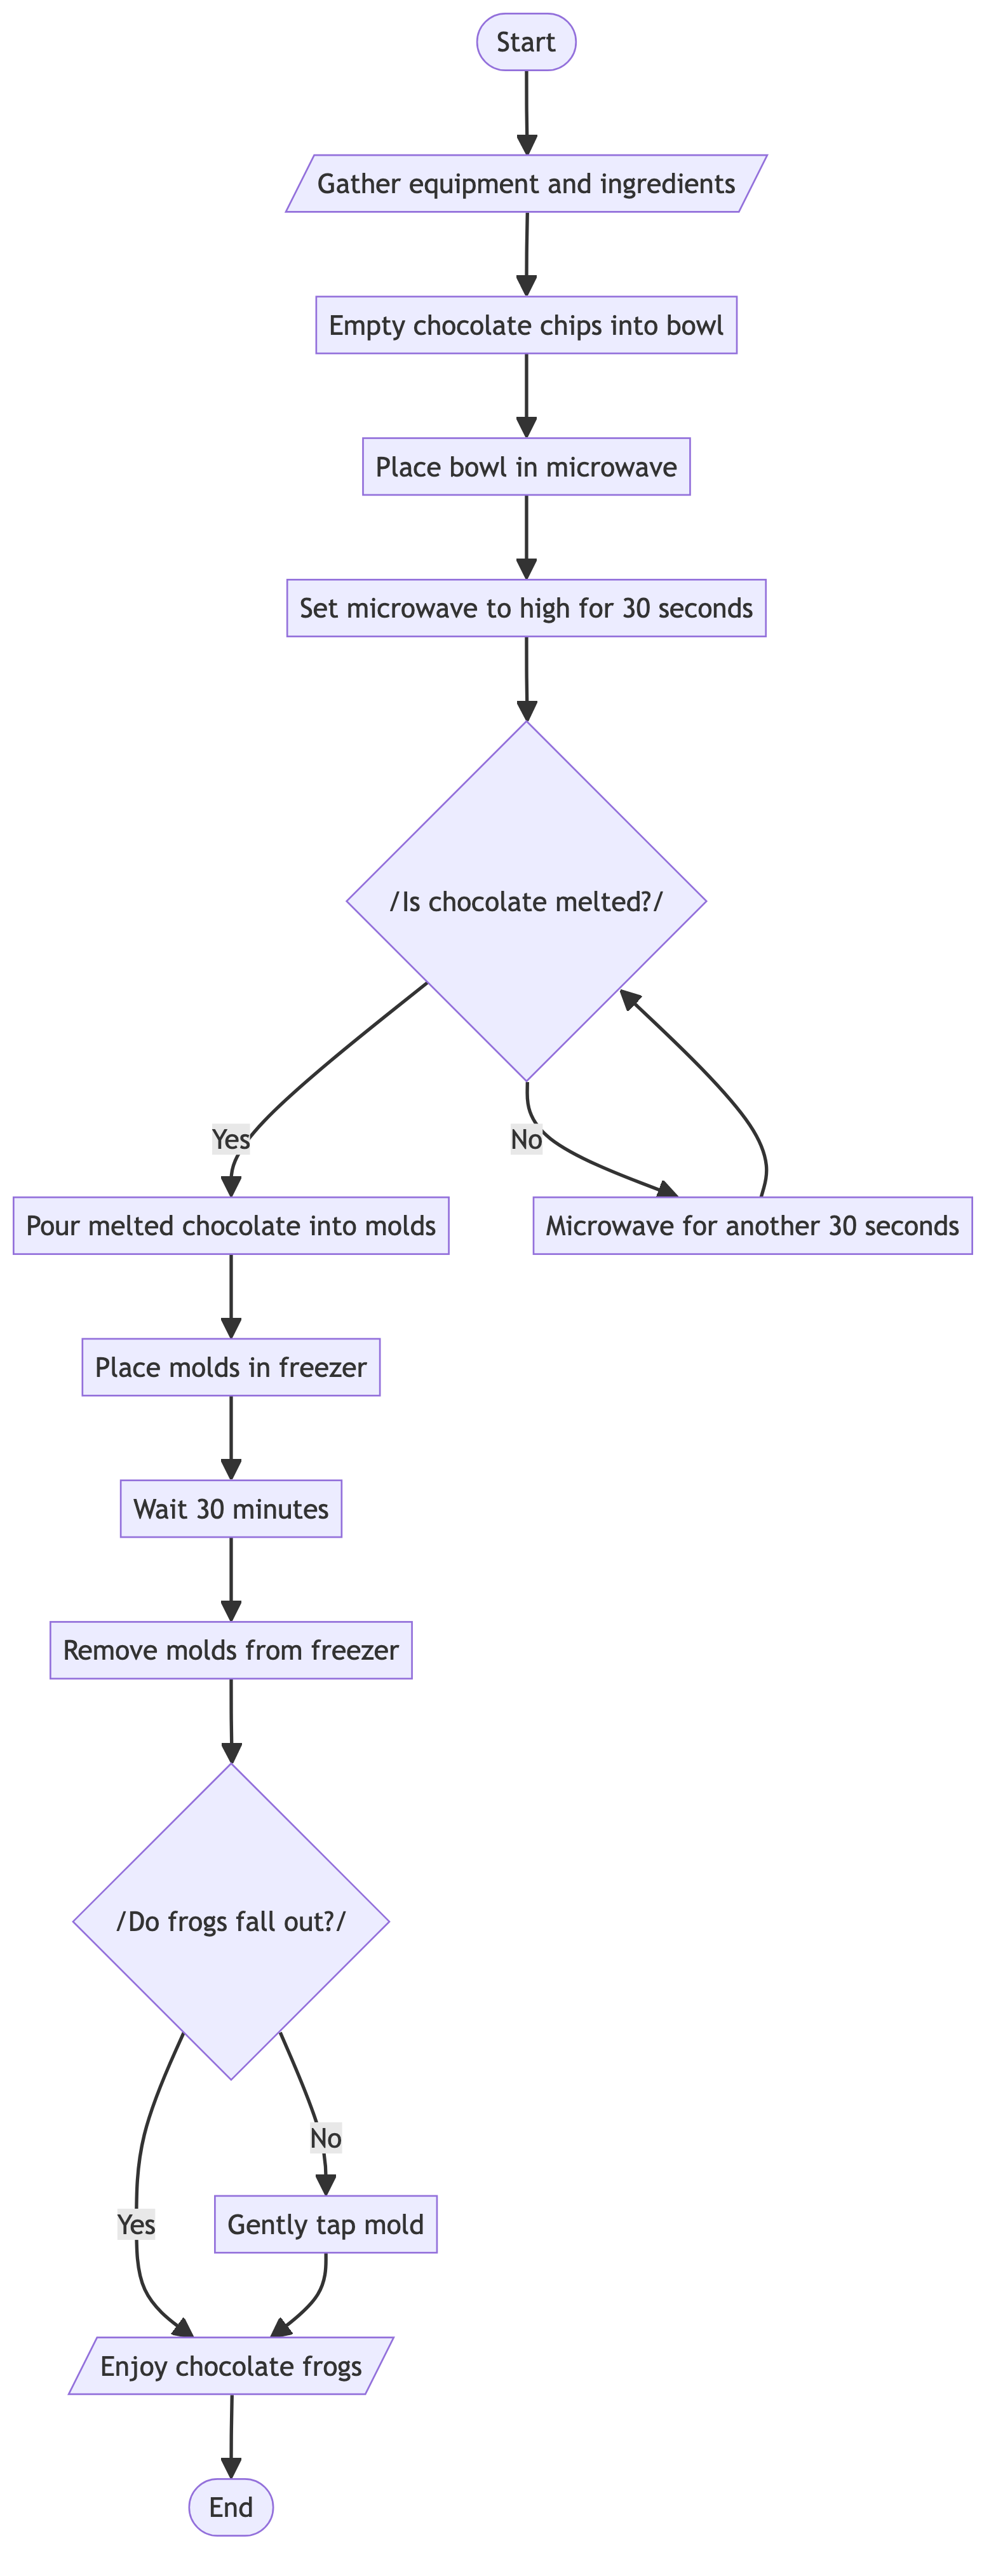 Start
Gather equipment and ingredients
Empty chocolate chips into bowl
Place bowl in microwave
Set microwave to high for 30 seconds
/Is chocolate melted?/
Yes
No
Pour melted chocolate into molds
Microwave for another 30 seconds
Place molds in freezer
Wait 30 minutes
Remove molds from freezer
/Do frogs fall out?/
No
Yes
Gently tap mold
Enjoy chocolate frogs
End